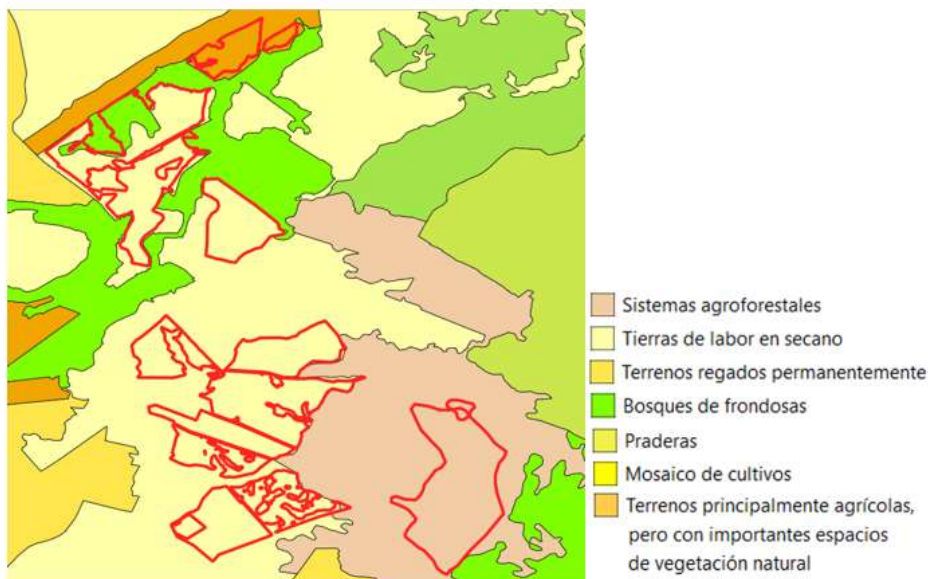 Sistemas agroforestales
Tierras de labor en secano
Terrenos regados permanentemente
Bosques de frondosas
Praderas
Mosaico de cultivos
Terrenos principalmente agrícolas,
pero con importantes espacios
de vegetación natural